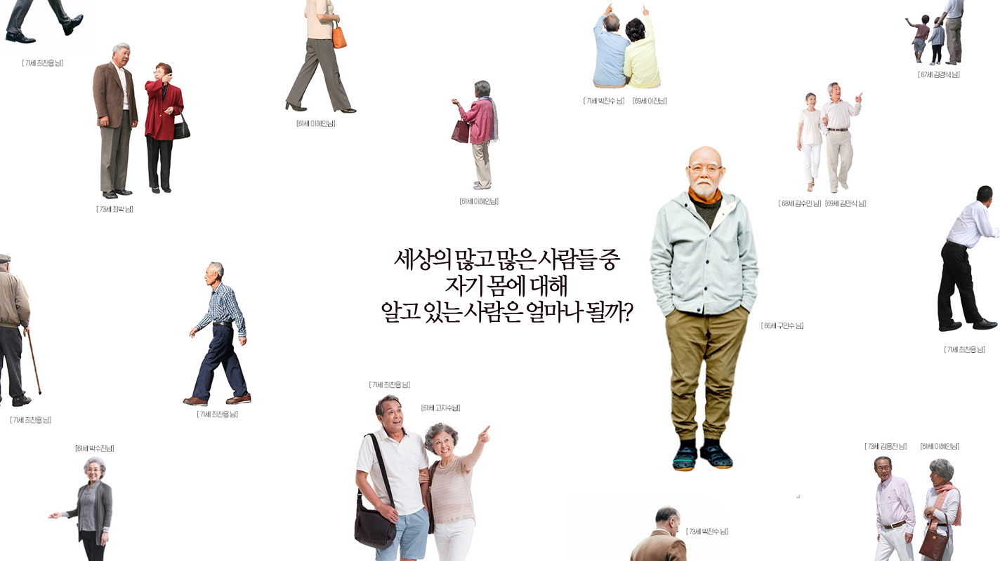 [ 71세 최찬용 님]
[ 67세 김경식 님]
[ 71세 박진수 님] [69세 이진님]
[61세 이혜인님]
[61세 이혜인님]
[ 68세 김수민 님] [69세 김민식 님]
[ 73세 최박 님]
세상의 많고 많은 사람들 중
자기 몸에 대해
알고 있는 사람은 얼마나 될까?
[ 66세 구민수 님]
[ 71세 최찬용 님]
[ 71세 최찬용 님]
[ 61세 고지수님]
[ 71세 최찬용 님]
[ 71세 최찬용 님]
[61세 박수진님]
[ 73세 김용진 님] [61세 이혜인님]
[ 73세 박진수 님]